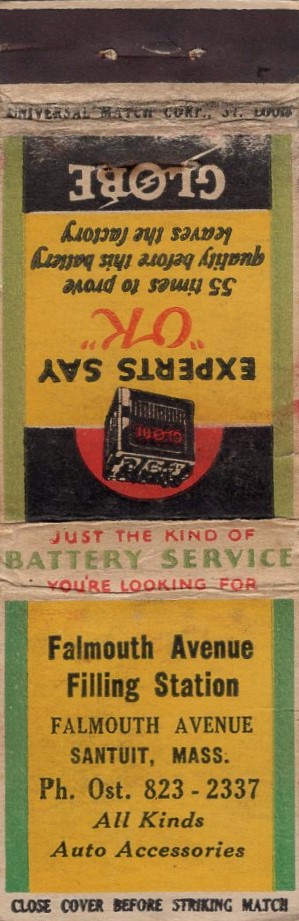 UNIVERSAL MATCH CORP., ST. LOUIS
GLOBE
EXPERTS SAY
"OK"
55 times to prove
quality before this battery
leaves the factory
GLOBE
JUST THE KIND OF
BATTERY SERVICE
YOU'RE LOOKING FOR
Falmouth Avenue
Filling Station
FALMOUTH AVENUE
SANTUIT, MASS.
Ph. Ost. 823 - 2337
All Kinds
Auto Accessories
CLOSE COVER BEFORE STRIKING MATCH